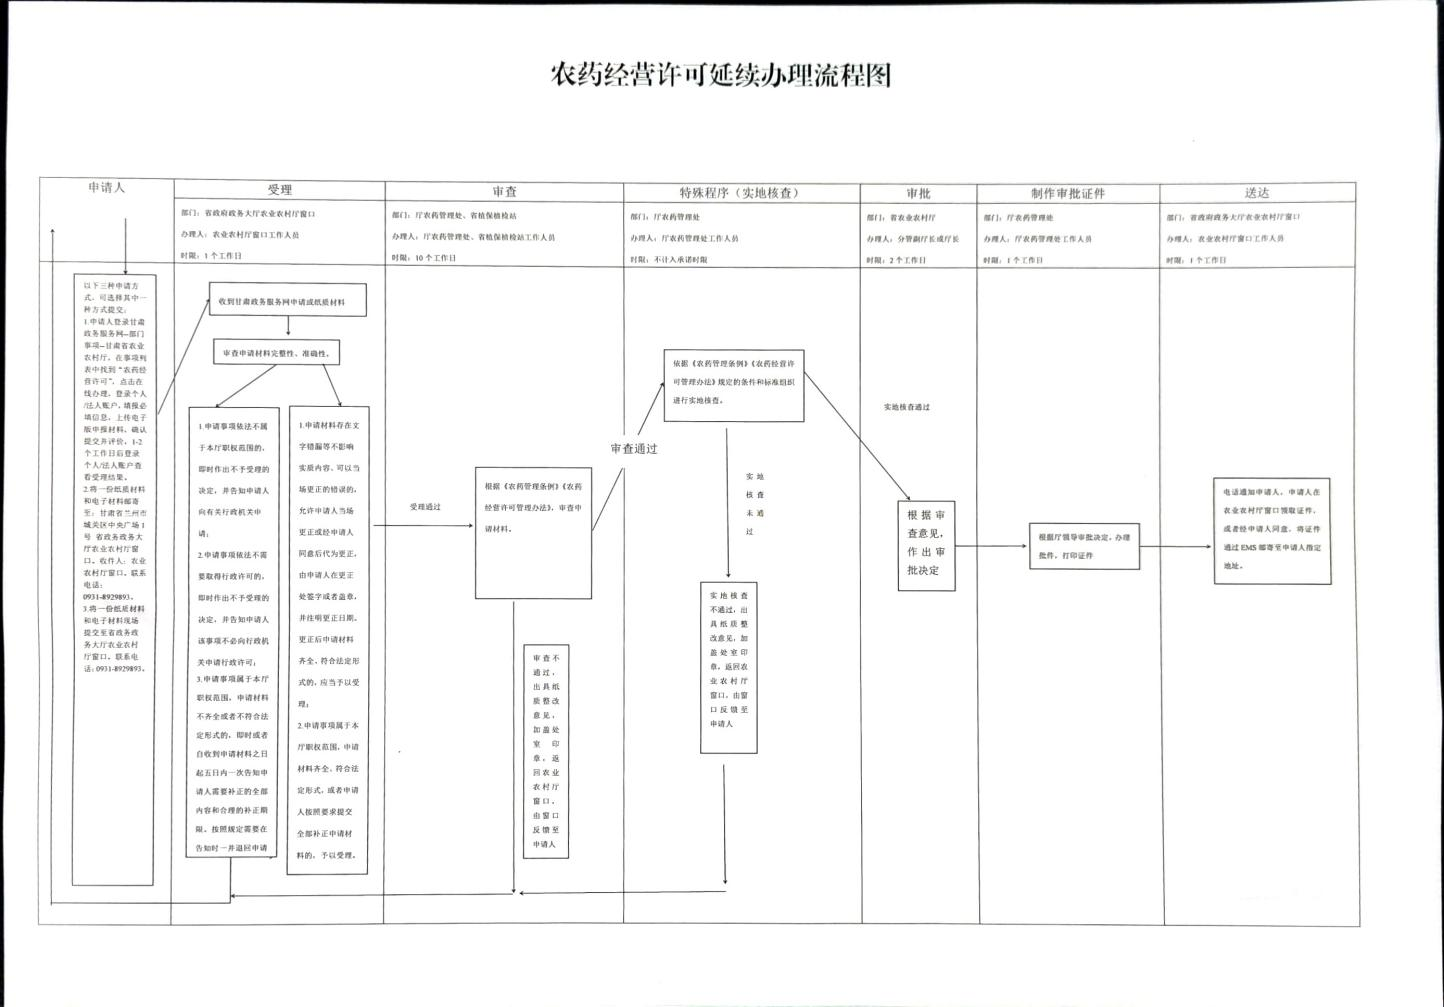 农药经营许可延续办理流程图
申请人
受理
审查
特殊程序（实地核查）
审批
制作审批证件
送达
部门：省政府政务大厅农业农村厅窗口
办理人：农业农村厅窗口工作人员
时限：1 个工作日
部门：厅农药管理处、省植保植检站
办理人：厅农药管理处、省植保植检站工作人员
时限：10 个工作日
部门：厅农药管理处
办理人：厅农药管理处工作人员
时限：不计入承诺时限
部门：省农业农村厅
办理人：分管副厅长或厅长
时限：2 个工作日
部门：厅农药管理处
办理人：厅农药管理处工作人员
时限：1 个工作日
部门：省政府政务大厅农业农村厅窗口
办理人：农业农村厅窗口工作人员
时限：1 个工作日
以下三种申请方
式，可选择其中一
种方式提交：
1.申请人登录甘肃
政务服务网—部门
事项—甘肃省农业
农村厅，在事项列
表中找到“农药经
营许可”，点击在
线办理，登录个人
/法人账户，填报必
填信息，上传电子
版申报材料、确认
提交并评价，1-2
个工作日后登录
个人/法人账户查
看受理结果。
2.将一份纸质材料
和电子材料邮寄
至：甘肃省兰州市
城关区中央广场 1
号 省政务政务大
厅农业农村厅窗
口。收件人：农业
农村厅窗口。联系
电话：
0931-8929893。
3.将一份纸质材料
和电子材料现场
提交至省政务政
务大厅农业农村
厅窗口。联系电
话：0931-8929893。
收到甘肃政务服务网申请或纸质材料
审查申请材料完整性、准确性。
1.申请事项依法不属
于本厅职权范围的，
即时作出不予受理的
决定，并告知申请人
向有关行政机关申
请；
2.申请事项依法不需
要取得行政许可的，
即时作出不予受理的
决定，并告知申请人
该事项不必向行政机
关申请行政许可；
3.申请事项属于本厅
职权范围，申请材料
不齐全或者不符合法
定形式的，即时或者
自收到申请材料之日
起五日内一次告知申
请人需要补正的全部
内容和合理的补正期
限。按照规定需要在
告知时一并退回申请
1.申请材料存在文
字错漏等不影响
实质内容、可以当
场更正的错误的，
允许申请人当场
更正或经申请人
同意后代为更正，
由申请人在更正
处签字或者盖章，
并注明更正日期。
更正后申请材料
齐全、符合法定形
式的，应当予以受
理；
2.申请事项属于本
厅职权范围，申请
材料齐全、符合法
定形式，或者申请
人按照要求提交
全部补正申请材
料的，予以受理。
受理通过
根据《农药管理条例》《农药
经营许可管理办法》，审查申
请材料。
审查通过
审查不
通过，
出具纸
质整改
意见，
加盖处
室 印
章，返
回农业
农村厅
窗口，
由窗口
反馈至
申请人
依据《农药管理条例》《农药经营许
可管理办法》规定的条件和标准组织
进行实地核查。
实地
核查
未通
过
实地核查
不通过，出
具纸质整
改意见，加
盖处室印
章，返回农
业农村厅
窗口，由窗
口反馈至
申请人
实地核查通过
根据审
查意见，
作出审
批决定
根据厅领导审批决定，办理
批件，打印证件
电话通知申请人，申请人在
农业农村厅窗口领取证件，
或者经申请人同意，将证件
通过 EMS 邮寄至申请人指定
地址。